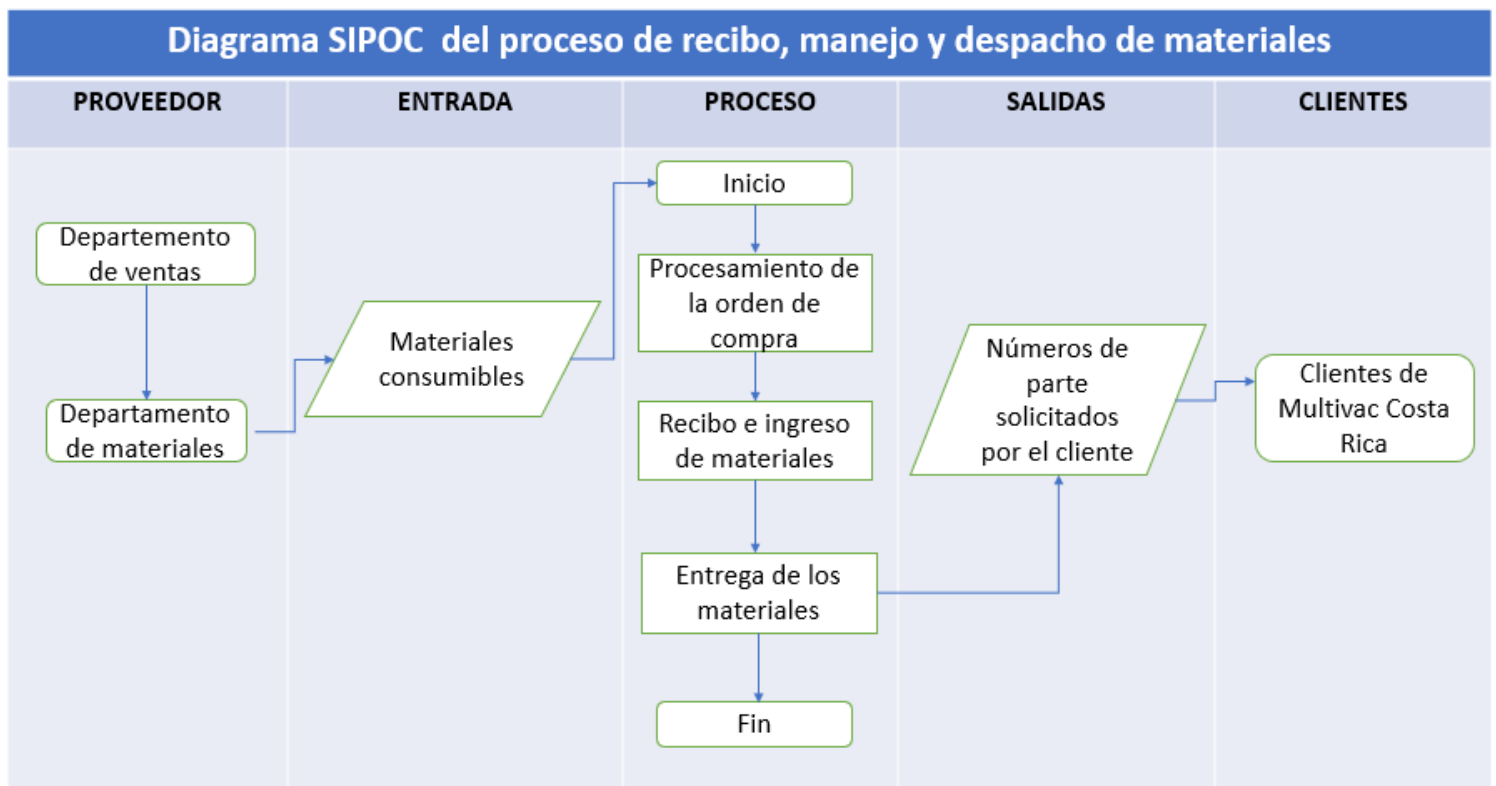 Diagrama SIPOC del proceso de recibo, manejo y despacho de materiales
PROVEEDOR
ENTRADA
PROCESO
SALIDAS
CLIENTES
Departemento
de ventas
Departamento
de materiales
Materiales
consumibles
Inicio
Procesamiento de
la orden de
compra
Recibo e ingreso
de materiales
Entrega de los
materiales
Fin
Números de
parte
solicitados
por el cliente
Clientes de
Multivac Costa
Rica